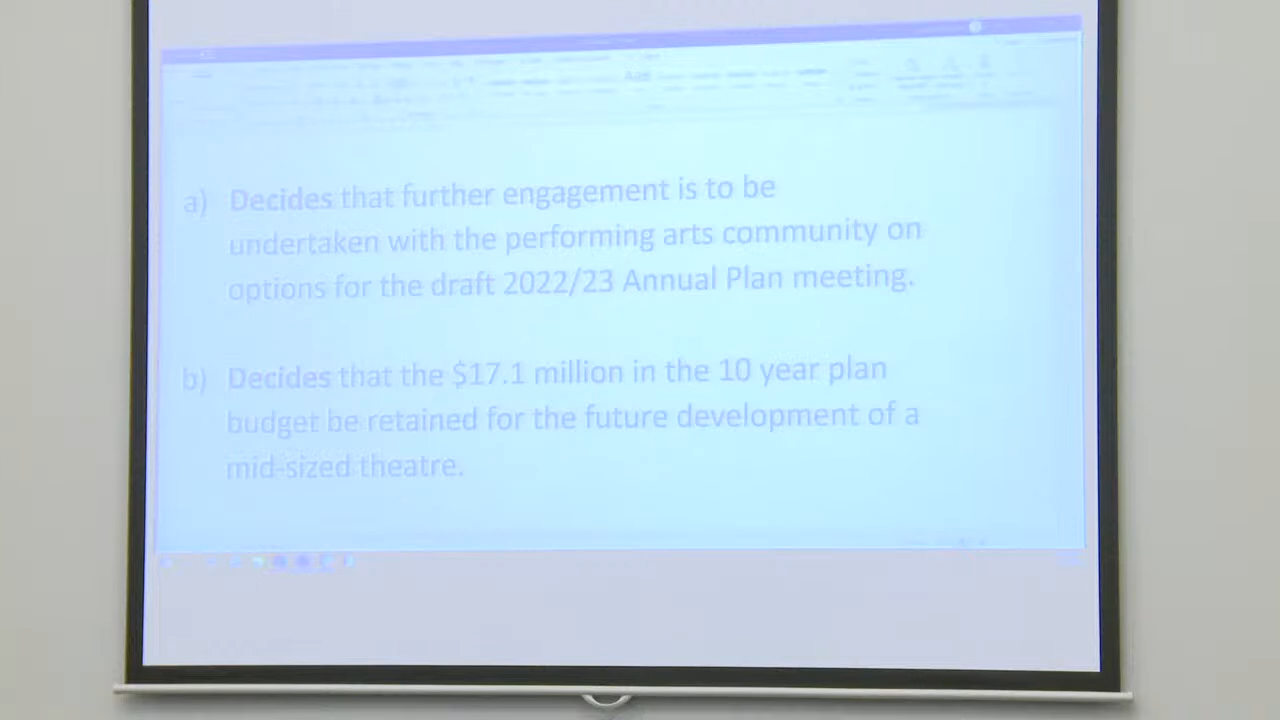 a) Decides that further engagement is to be
undertaken with the performing arts community on
options for the draft 2022/23 Annual Plan meeting.
b) Decides that the $17.1 million in the 10 year plan
budget be retained for the future development of a
mid-sized theatre.